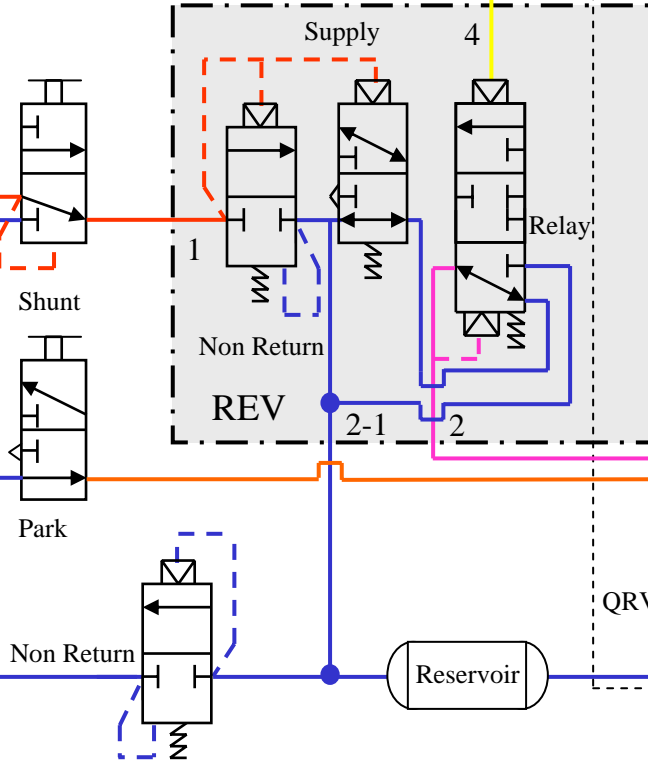 Supply
4
Relay
1
Shunt
Non Return
REV
2-1
2
Park
QRV
Non Return
Reservoir